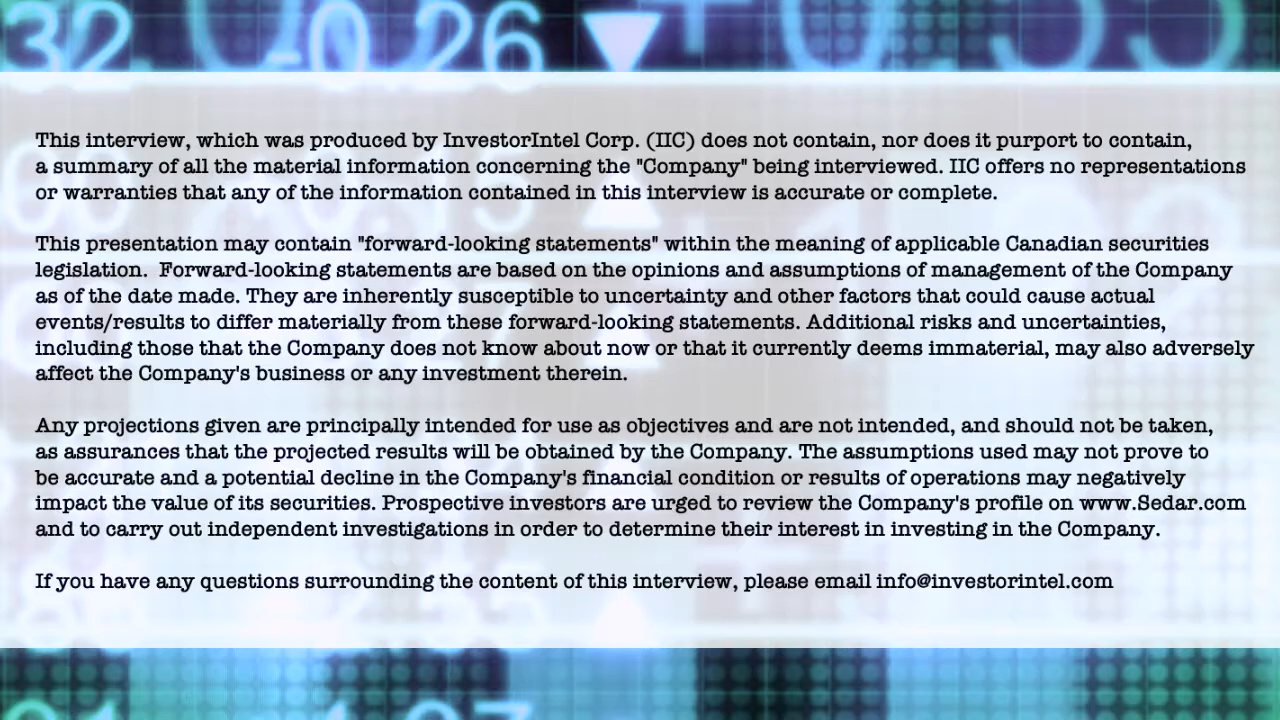 32. -0.26 ▼ +0.55
This interview, which was produced by InvestorIntel Corp. (IIC) does not contain, nor does it purport to contain,
a summary of all the material information concerning the "Company" being interviewed. IIC offers no representations
or warranties that any of the information contained in this interview is accurate or complete.
This presentation may contain "forward-looking statements" within the meaning of applicable Canadian securities
legislation.  Forward-looking statements are based on the opinions and assumptions of management of the Company
as of the date made. They are inherently susceptible to uncertainty and other factors that could cause actual
events/results to differ materially from these forward-looking statements. Additional risks and uncertainties,
including those that the Company does not know about now or that it currently deems immaterial, may also adversely
affect the Company's business or any investment therein.
Any projections given are principally intended for use as objectives and are not intended, and should not be taken,
as assurances that the projected results will be obtained by the Company. The assumptions used may not prove to
be accurate and a potential decline in the Company's financial condition or results of operations may negatively
impact the value of its securities. Prospective investors are urged to review the Company's profile on www.Sedar.com
and to carry out independent investigations in order to determine their interest in investing in the Company.
If you have any questions surrounding the content of this interview, please email info@investorintel.com